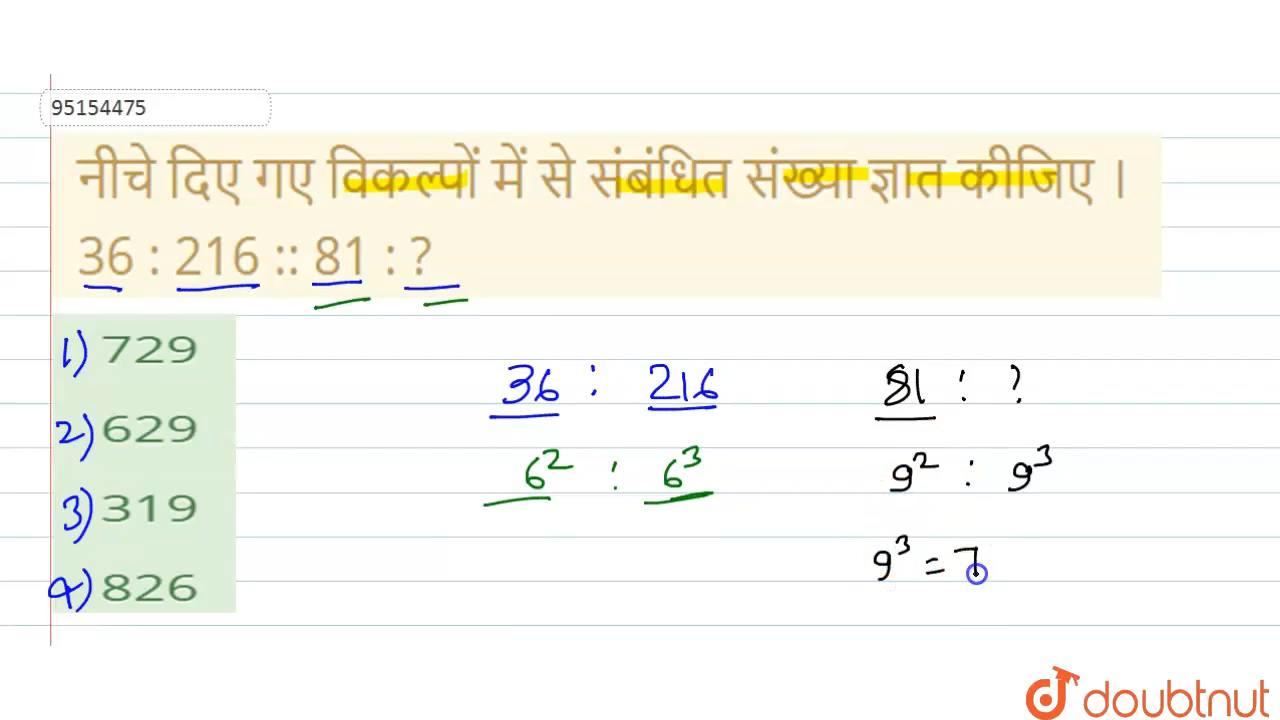 95154475
नीचे दिए गए विकल्पों में से संबंधित संख्या ज्ञात कीजिए ।
36 : 216 :: 81 : ?
1) 729
2) 629
3) 319
4) 826
36 : 216
6² : 6³
81 : ?
9² : 9³
9³ = 7
doubtnut